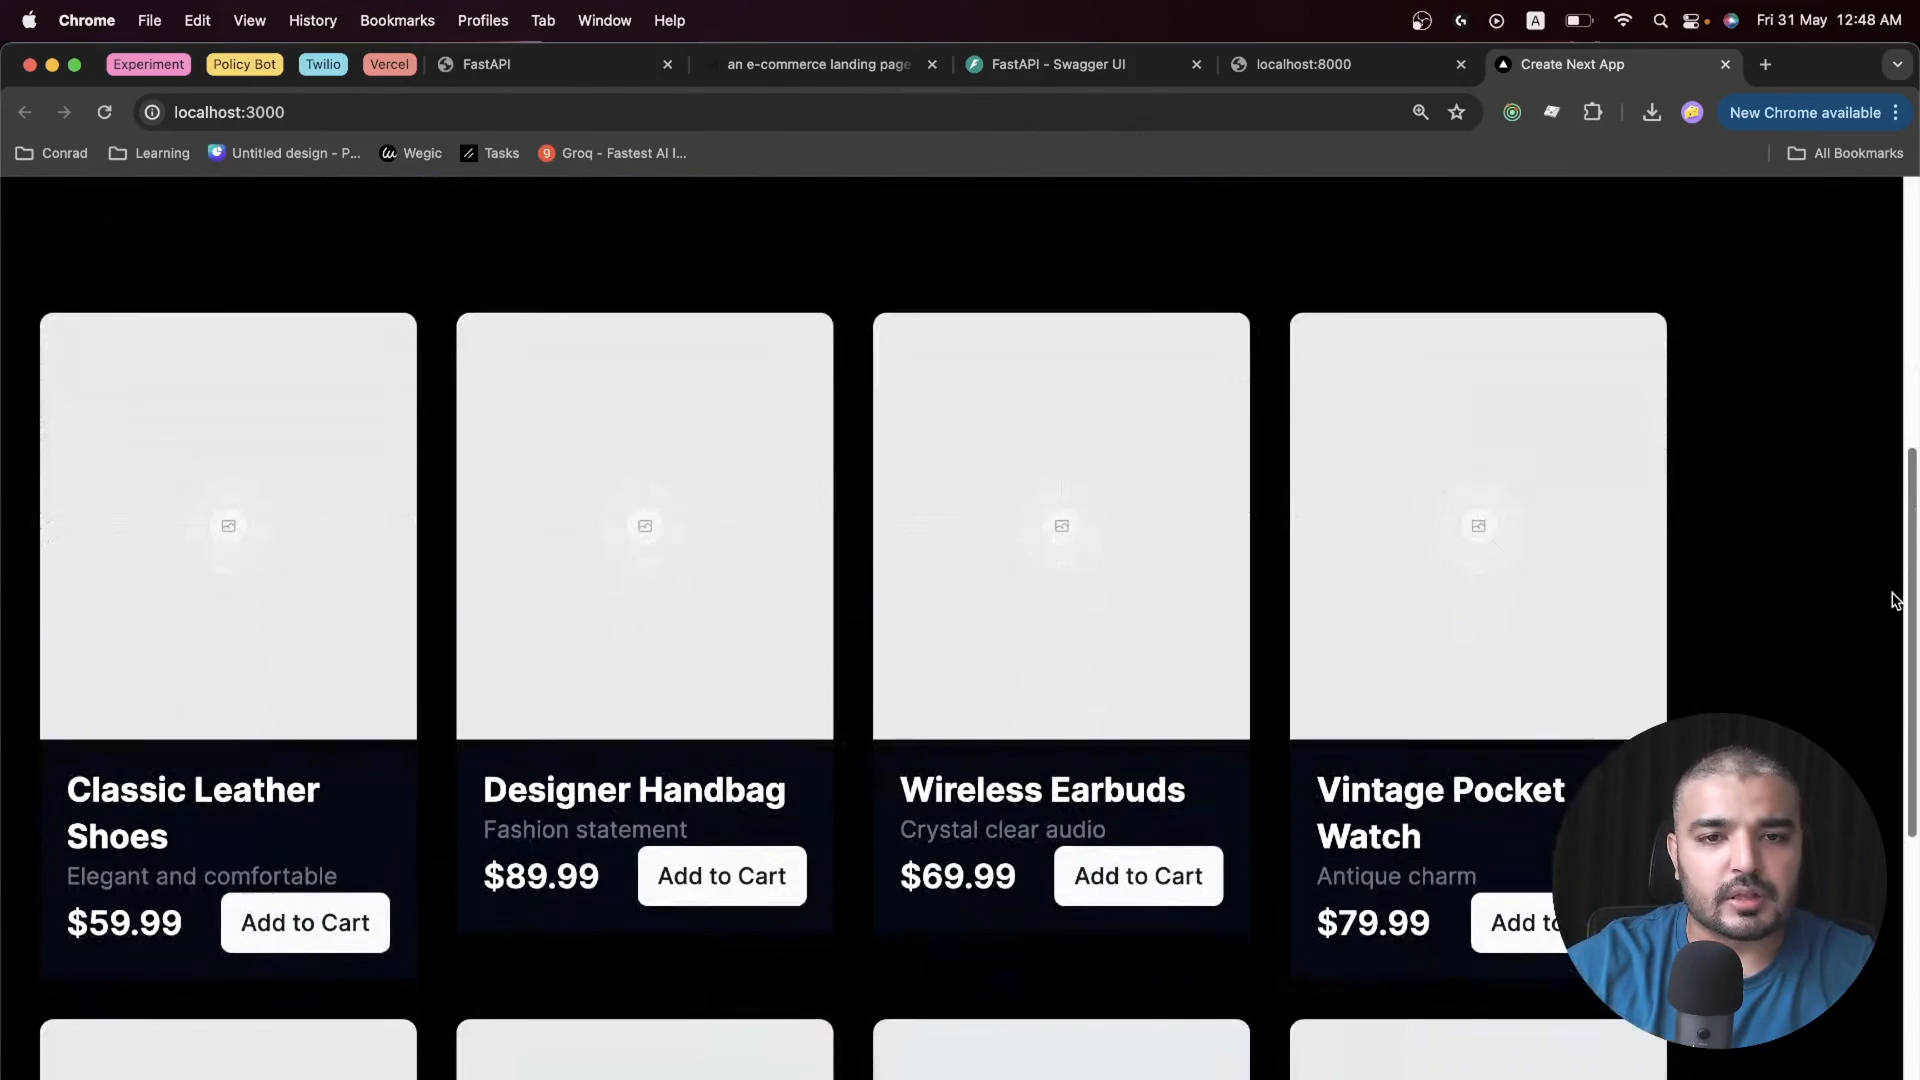 Chrome File Edit View History Bookmarks Profiles Tab Window Help A Fri 31 May 12:48 AM
Experiment Policy Bot Twilio Vercel FastAPI an e-commerce landing page FastAPI - Swagger UI localhost:8000 Create Next App
localhost:3000 New Chrome available
Conrad Learning Untitled design - P... Wegic Tasks 9 Groq - Fastest AI I... All Bookmarks
Classic Leather
Shoes
Elegant and comfortable
$59.99 Add to Cart
Designer Handbag
Fashion statement
$89.99 Add to Cart
Wireless Earbuds
Crystal clear audio
$69.99 Add to Cart
Vintage Pocket
Watch
Antique charm
$79.99 Add to